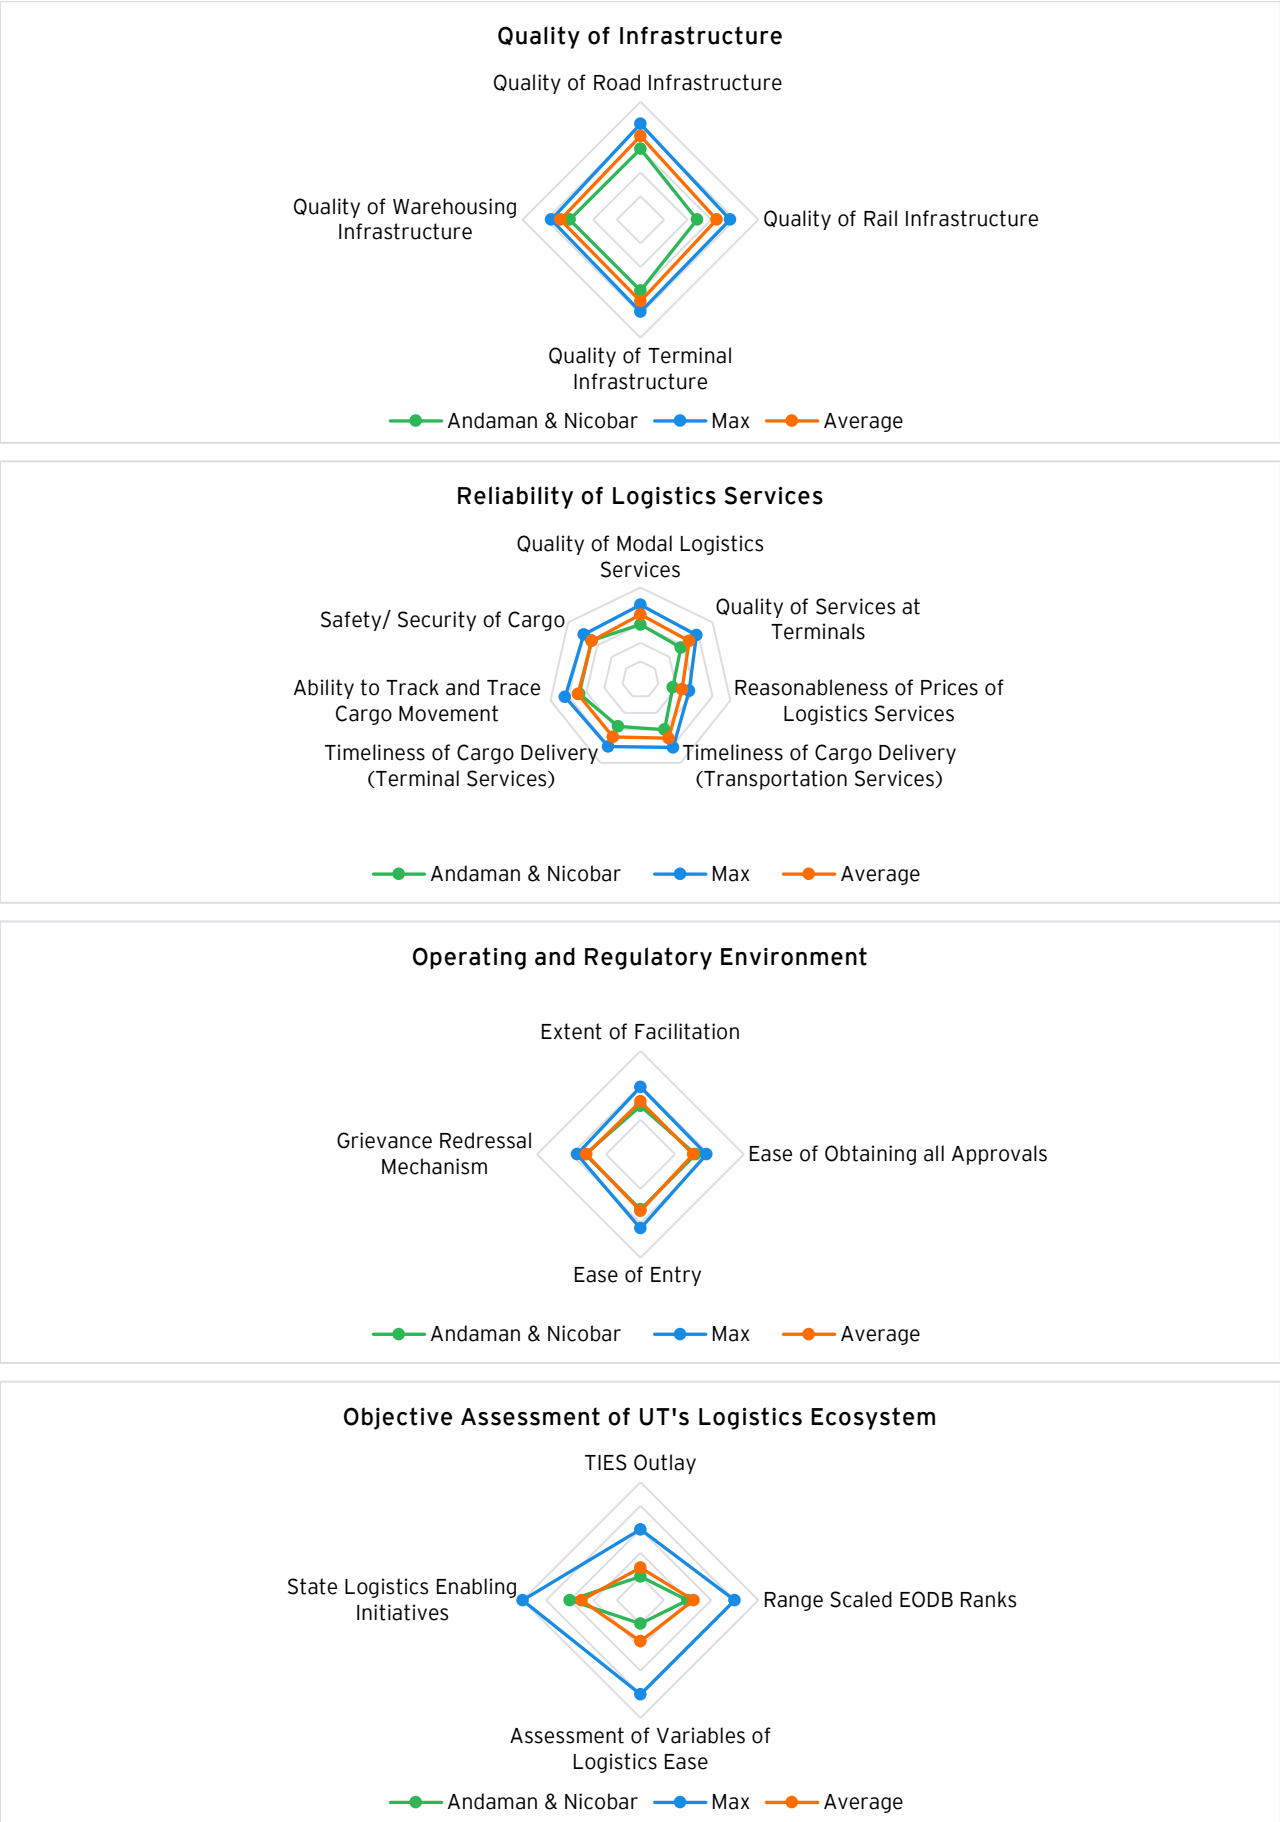 Quality of Infrastructure
Quality of Road Infrastructure
Quality of Warehousing
Infrastructure
Quality of Rail Infrastructure
Quality of Terminal
Infrastructure
Andaman & Nicobar Max Average
Reliability of Logistics Services
Quality of Modal Logistics
Services
Safety/ Security of Cargo
Quality of Services at
Terminals
Ability to Track and Trace
Cargo Movement
Reasonableness of Prices of
Logistics Services
Timeliness of Cargo Delivery
(Terminal Services)
Timeliness of Cargo Delivery
(Transportation Services)
Andaman & Nicobar Max Average
Operating and Regulatory Environment
Extent of Facilitation
Grievance Redressal
Mechanism
Ease of Obtaining all Approvals
Ease of Entry
Andaman & Nicobar Max Average
Objective Assessment of UT's Logistics Ecosystem
TIES Outlay
State Logistics Enabling
Initiatives
Range Scaled EODB Ranks
Assessment of Variables of
Logistics Ease
Andaman & Nicobar Max Average